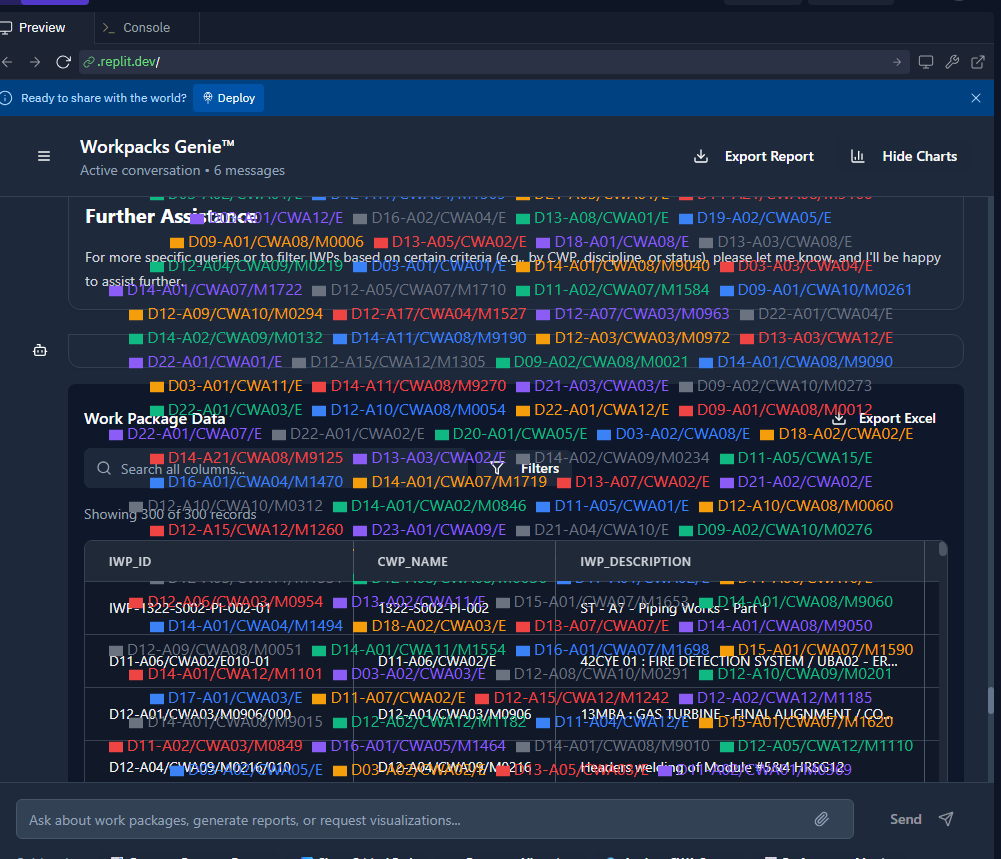 Preview
Console
.replit.dev/
Ready to share with the world? Deploy
Workpacks Genie™
Active conversation • 6 messages
Export Report
Hide Charts
Further Assistance
D03-A01/CWA12/E D16-A02/CWA04/E D13-A08/CWA01/E D19-A02/CWA05/E
D09-A01/CWA08/M0006 D13-A05/CWA02/E D18-A01/CWA08/E D13-A03/CWA08/E
For more specific queries or to filter IWPs based on certain criteria (e.g., by CWP, discipline, or status), please let me know, and I'll be happy
D12-A04/CWA09/M0219 D03-A01/CWA01/E D14-A01/CWA08/M9040 D03-A03/CWA04/E
to assist further.
D14-A01/CWA07/M1722 D12-A05/CWA07/M1710 D11-A02/CWA07/M1584 D09-A01/CWA10/M0261
D12-A09/CWA10/M0294 D12-A17/CWA04/M1527 D12-A07/CWA03/M0963 D22-A01/CWA04/E
D14-A02/CWA09/M0132 D14-A11/CWA08/M9190 D12-A03/CWA03/M0972 D13-A03/CWA12/E
D22-A01/CWA01/E D12-A15/CWA12/M1305 D09-A02/CWA08/M0021 D14-A01/CWA08/M9090
D03-A01/CWA11/E D14-A11/CWA08/M9270 D21-A03/CWA03/E D09-A02/CWA10/M0273
D22-A01/CWA03/E D12-A10/CWA08/M0054 D22-A01/CWA12/E D09-A01/CWA08/M0012
Work Package Data
Export Excel
D22-A01/CWA07/E D22-A01/CWA02/E D20-A01/CWA05/E D03-A02/CWA08/E D18-A02/CWA02/E
D14-A21/CWA08/M9125 D13-A03/CWA02/E D14-A02/CWA09/M0234 D11-A05/CWA15/E
Search all columns...
Filters
D16-A01/CWA04/M1470 D14-A01/CWA07/M1719 D13-A07/CWA02/E D21-A02/CWA02/E
D12-A10/CWA10/M0312 D14-A01/CWA02/M0846 D11-A05/CWA01/E D12-A10/CWA08/M0060
Showing 300 of 300 records
D12-A15/CWA12/M1260 D23-A01/CWA09/E D21-A04/CWA10/E D09-A02/CWA10/M0276
IWP_ID CWP_NAME IWP_DESCRIPTION
D12-A06/CWA03/M0954 D13-A02/CWA11/E D15-A01/CWA07/M1653 D14-A01/CWA08/M9060
IWP-1322-S002-PI-002-01 1322-S002-PI-002 ST - A7 - Piping Works - Part 1
D14-A01/CWA04/M1494 D18-A02/CWA03/E D13-A07/CWA07/E D14-A01/CWA08/M9050
D12-A09/CWA08/M0051 D14-A01/CWA11/M1554 D16-A01/CWA07/M1698 D15-A01/CWA07/M1590
D11-A06/CWA02/E010-01 D11-A06/CWA02/E 42CYE 01 : FIRE DETECTION SYSTEM / UBA02 - ER...
D14-A01/CWA12/M1101 D03-A02/CWA03/E D12-A08/CWA10/M0291 D12-A10/CWA09/M0201
D17-A01/CWA03/E D11-A07/CWA02/E D12-A15/CWA12/M1242 D12-A02/CWA12/M1185
D12-A01/CWA03/M0906/000 D12-A01/CWA03/M0906 13MBA : GAS TURBINE - FINAL ALIGNMENT / CO...
D14-A01/CWA08/M9015 D12-A02/CWA12/M1182 D11-A04/CWA12/E D15-A01/CWA07/M1620
D11-A02/CWA03/M0849 D16-A01/CWA05/M1464 D14-A01/CWA08/M9010 D12-A05/CWA12/M1110
D12-A04/CWA09/M0216/010 D12-A04/CWA09/M0216 Headers welding of Module #5&4 HRSG12
D03-A02/CWA05/E D03-A02/CWA02/E D13-A05/CWA03/E
Ask about work packages, generate reports, or request visualizations...
Send